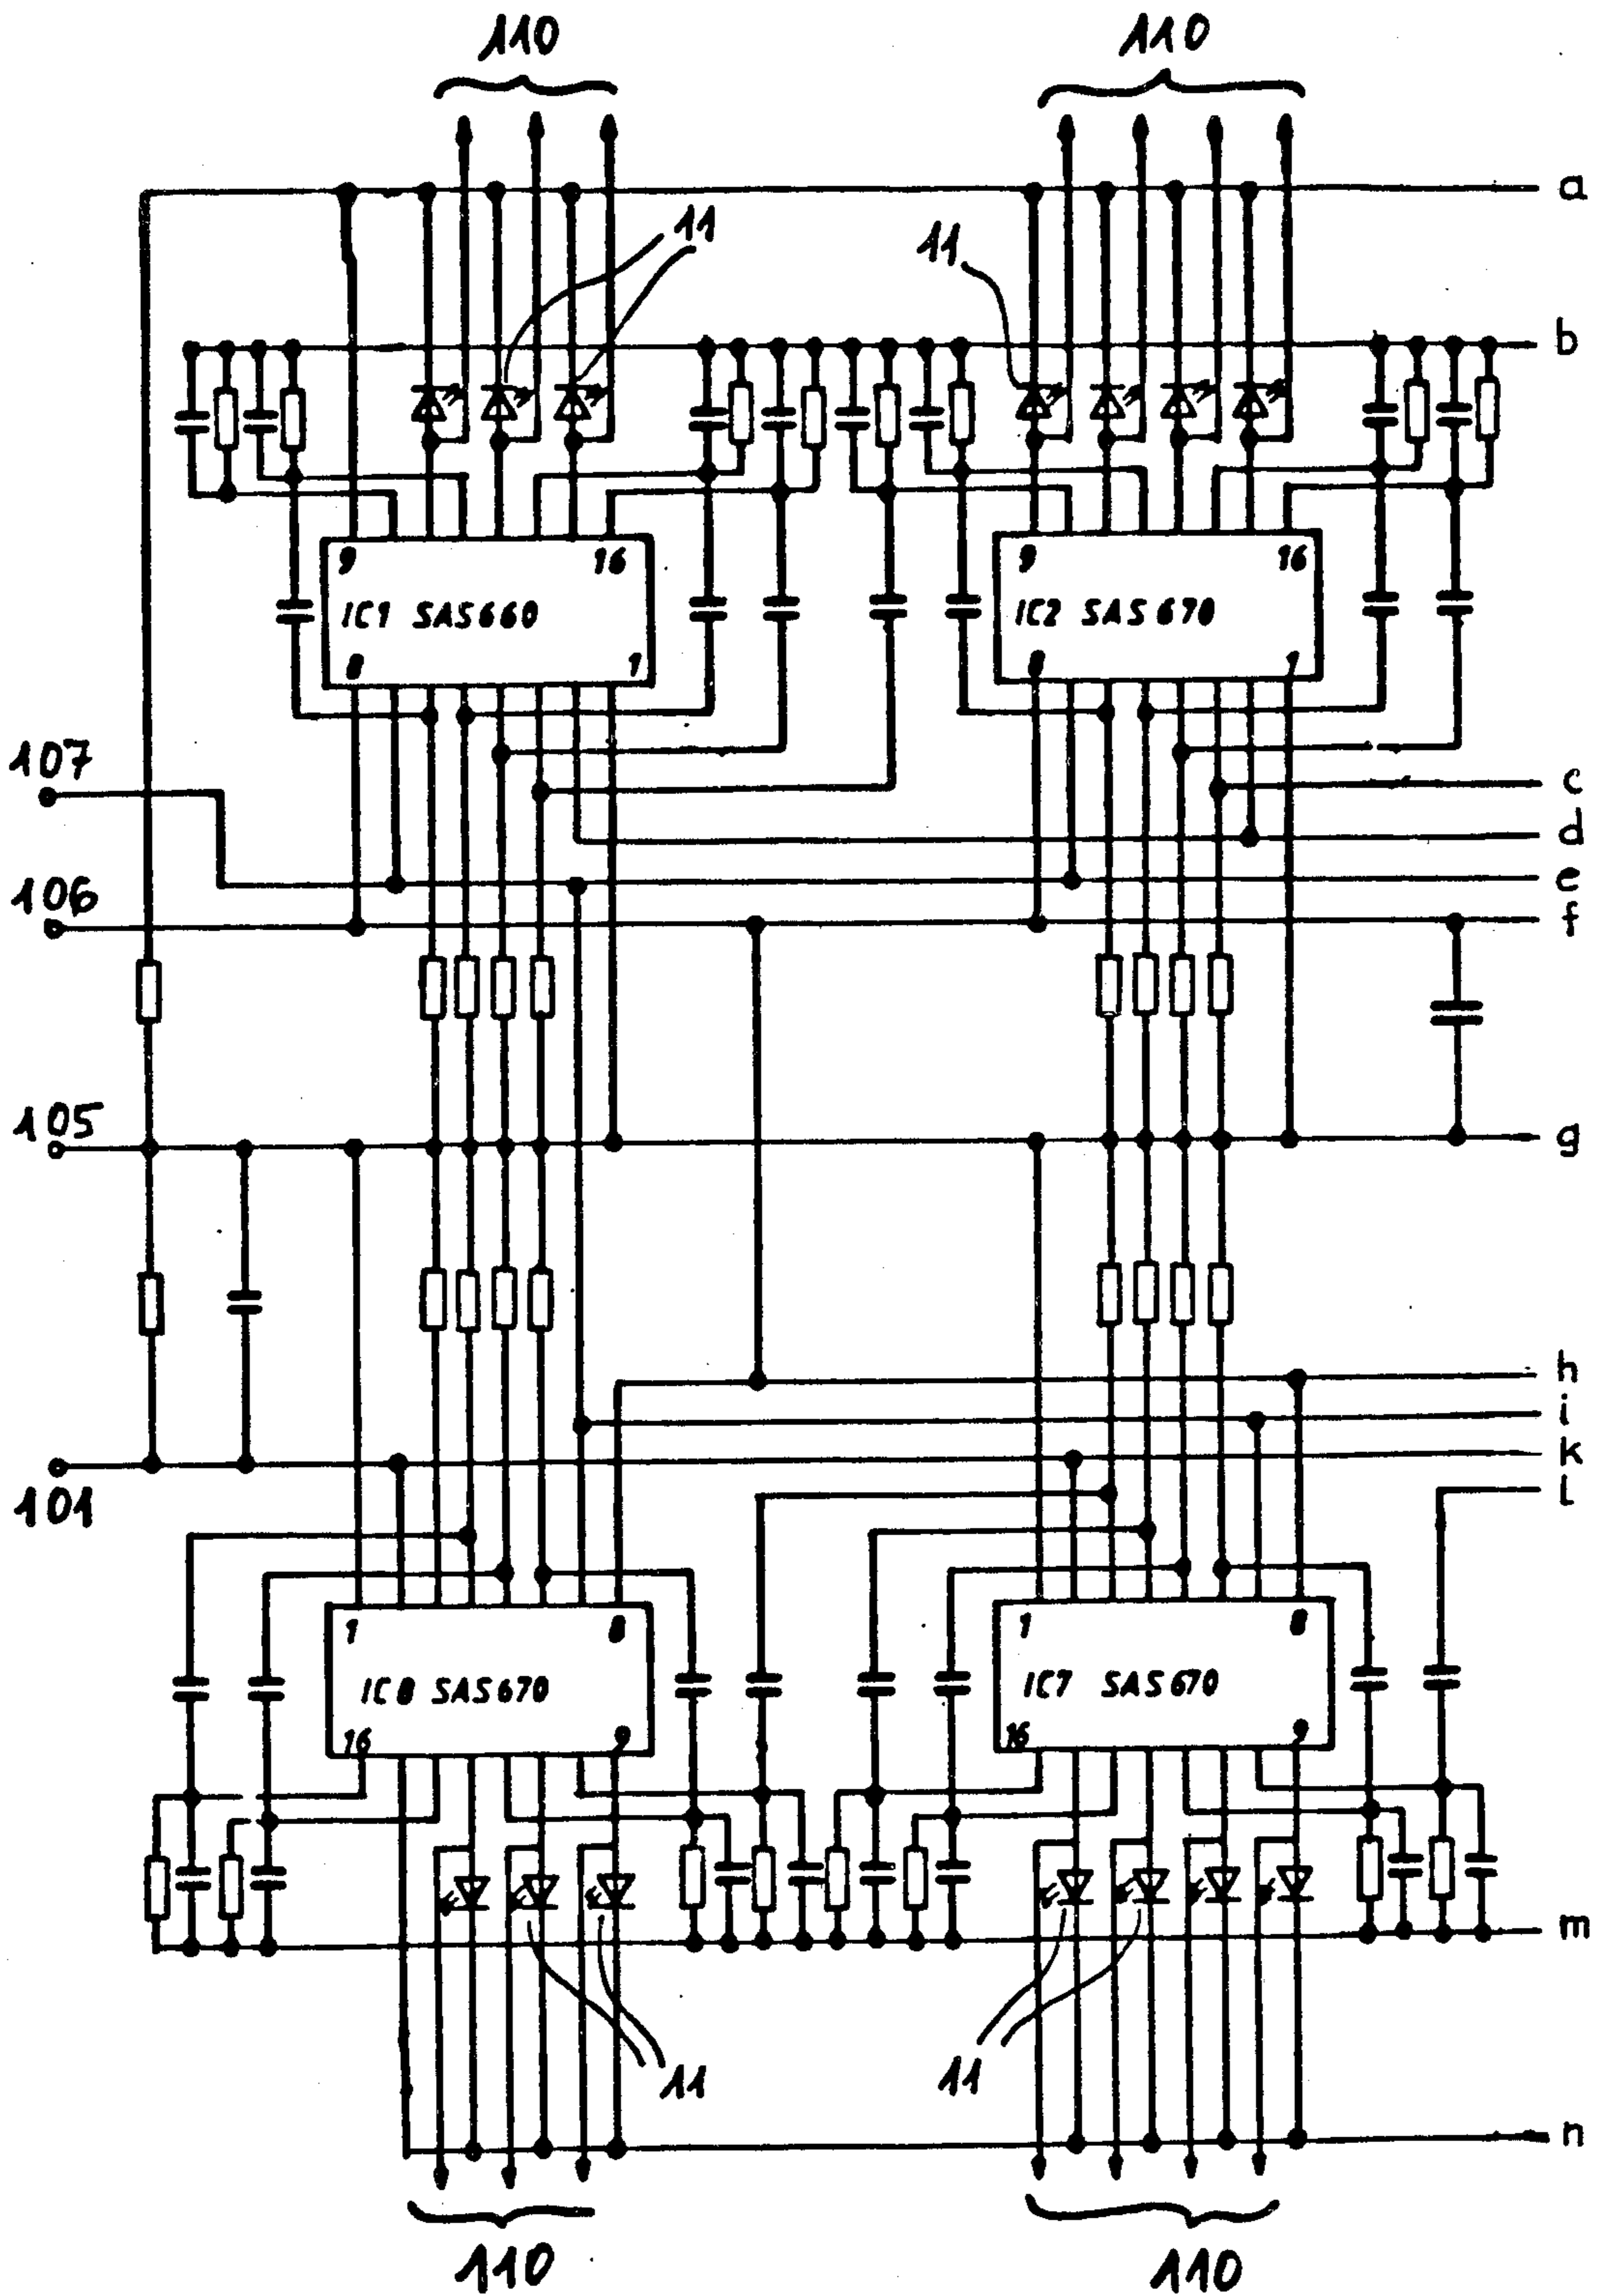 110 110
a
11 11
b
9 16 9 16
IC1 SAS660 IC2 SAS670
8 1 8 1
107
c
d
e
106
f
105
g
h
i
k
101
l
1 8 1 8
IC8 SAS670 IC7 SAS670
16 9 16 9
m
11 11
n
110 110